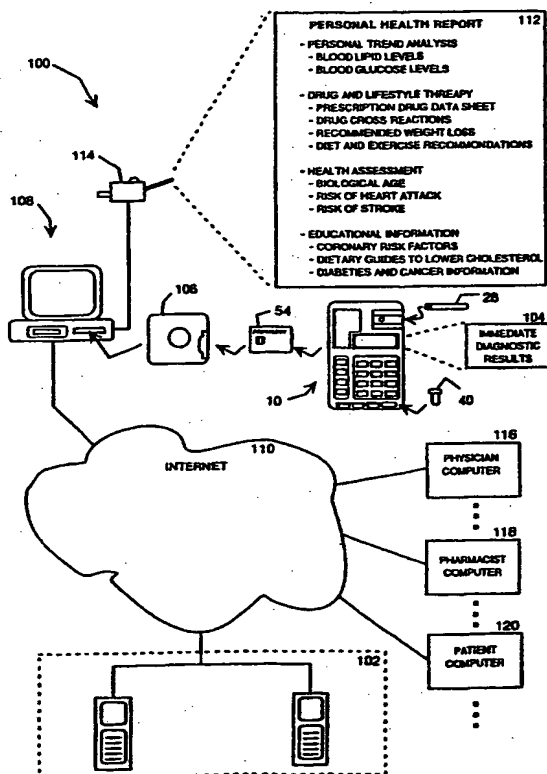 PERSONAL HEALTH REPORT 112
- PERSONAL TREND ANALYSIS
- BLOOD LIPID LEVELS
- BLOOD GLUCOSE LEVELS
- DRUG AND LIFESTYLE THREAPY
- PRESCRIPTION DRUG DATA SHEET
- DRUG CROSS REACTIONS
- RECOMMENDED WEIGHT LOSS
- DIET AND EXERCISE RECOMMONDATIONS
- HEALTH ASSESSMENT
- BIOLOGICAL AGE
- RISK OF HEART ATTACK
- RISK OF STROKE
- EDUCATIONAL INFORMATION
- CORONARY RISK FACTORS
- DIETARY GUIDES TO LOWER CHOLESTEROL
- DIABETIES AND CANCER INFORMATION
100
114
108
106
54
28
104
IMMEDIATE
DIAGNOSTIC
RESULTS
10
40
110
INTERNET
116
PHYSICIAN
COMPUTER
118
PHARMACIST
COMPUTER
120
PATIENT
COMPUTER
102